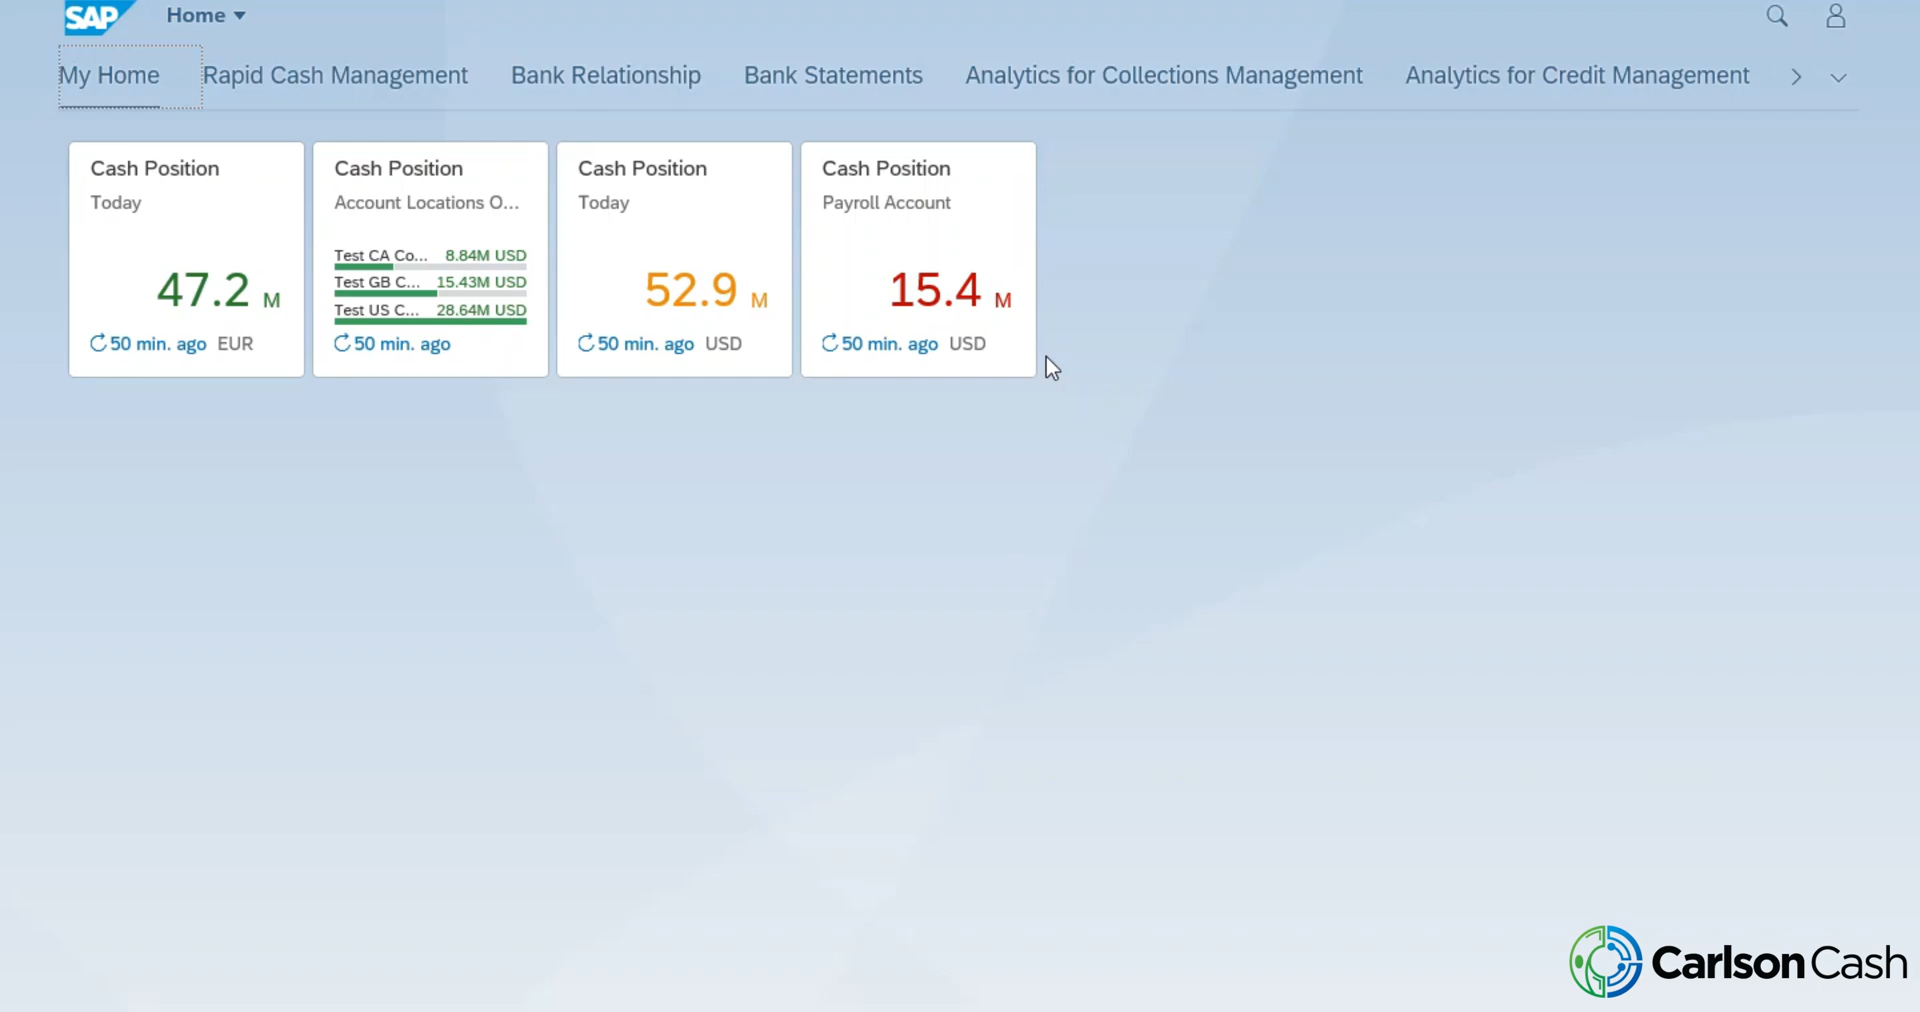 SAP Home
My Home Rapid Cash Management Bank Relationship Bank Statements Analytics for Collections Management Analytics for Credit Management
Cash Position
Today
47.2 M
50 min. ago EUR
Cash Position
Account Locations O...
Test CA Co... 8.84M USD
Test GB C... 15.43M USD
Test US C... 28.64M USD
50 min. ago
Cash Position
Today
52.9 M
50 min. ago USD
Cash Position
Payroll Account
15.4 M
50 min. ago USD
Carlson Cash